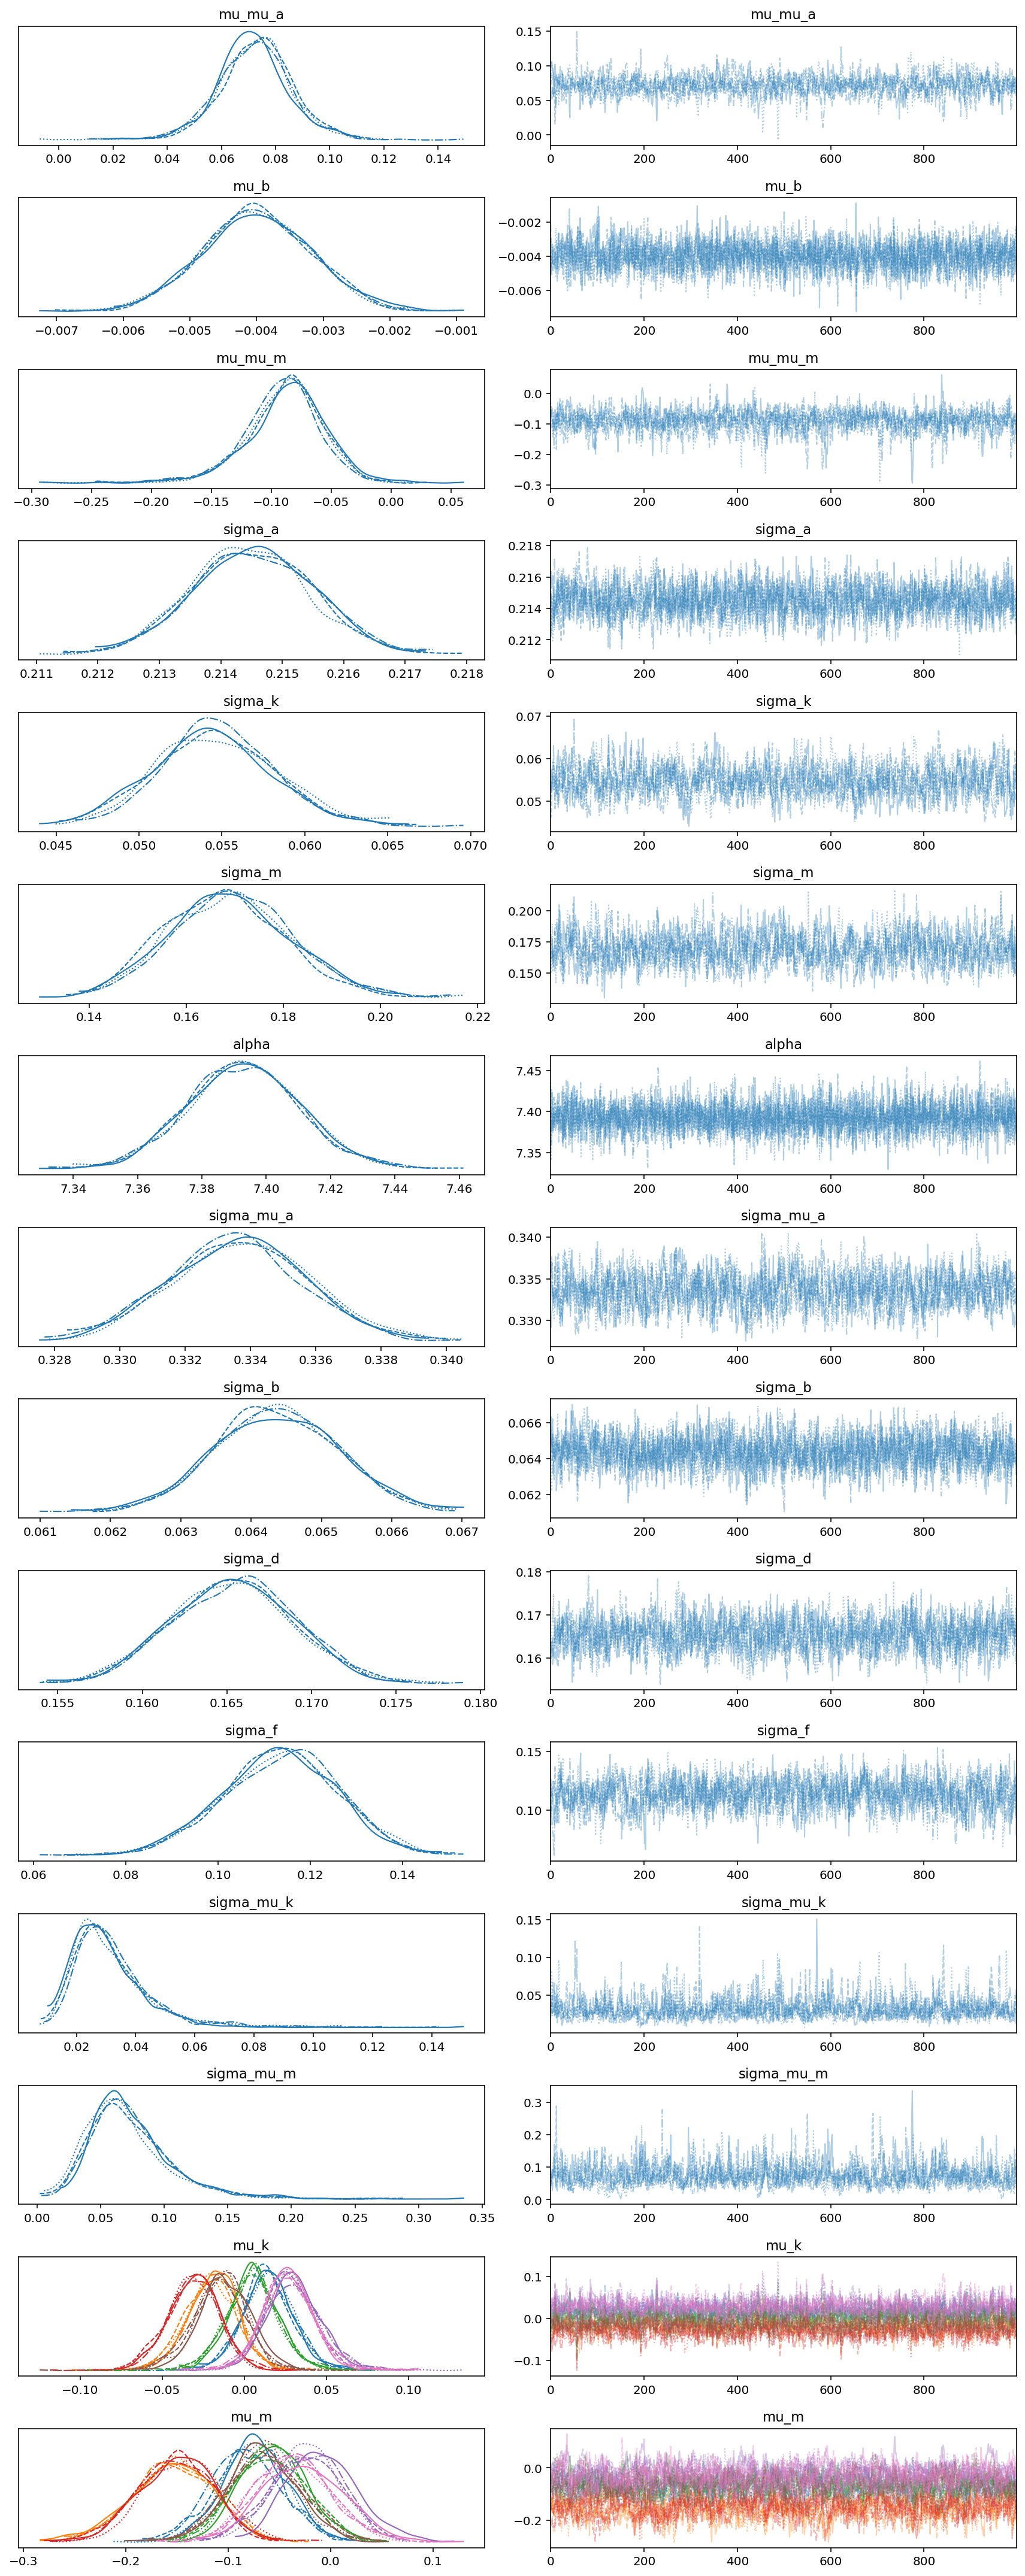 mu_mu_a mu_mu_a
0.15
0.10
0.05
0.00
0.00 0.02 0.04 0.06 0.08 0.10 0.12 0.14 0 200 400 600 800
mu_b mu_b
−0.002
−0.004
−0.006
−0.007 −0.006 −0.005 −0.004 −0.003 −0.002 −0.001 0 200 400 600 800
mu_mu_m mu_mu_m
0.0
−0.1
−0.2
−0.3
−0.30 −0.25 −0.20 −0.15 −0.10 −0.05 0.00 0.05 0 200 400 600 800
sigma_a sigma_a
0.218
0.216
0.214
0.212
0.211 0.212 0.213 0.214 0.215 0.216 0.217 0.218 0 200 400 600 800
sigma_k sigma_k
0.07
0.06
0.05
0.045 0.050 0.055 0.060 0.065 0.070 0 200 400 600 800
sigma_m sigma_m
0.200
0.175
0.150
0.14 0.16 0.18 0.20 0.22 0 200 400 600 800
alpha alpha
7.45
7.40
7.35
7.34 7.36 7.38 7.40 7.42 7.44 7.46 0 200 400 600 800
sigma_mu_a sigma_mu_a
0.340
0.335
0.330
0.328 0.330 0.332 0.334 0.336 0.338 0.340 0 200 400 600 800
sigma_b sigma_b
0.066
0.064
0.062
0.061 0.062 0.063 0.064 0.065 0.066 0.067 0 200 400 600 800
sigma_d sigma_d
0.18
0.17
0.16
0.155 0.160 0.165 0.170 0.175 0.180 0 200 400 600 800
sigma_f sigma_f
0.15
0.10
0.06 0.08 0.10 0.12 0.14 0 200 400 600 800
sigma_mu_k sigma_mu_k
0.15
0.10
0.05
0.02 0.04 0.06 0.08 0.10 0.12 0.14 0 200 400 600 800
sigma_mu_m sigma_mu_m
0.3
0.2
0.1
0.0
0.00 0.05 0.10 0.15 0.20 0.25 0.30 0.35 0 200 400 600 800
mu_k mu_k
0.1
0.0
−0.1
−0.10 −0.05 0.00 0.05 0.10 0 200 400 600 800
mu_m mu_m
0.0
−0.2
−0.3 −0.2 −0.1 0.0 0.1 0 200 400 600 800